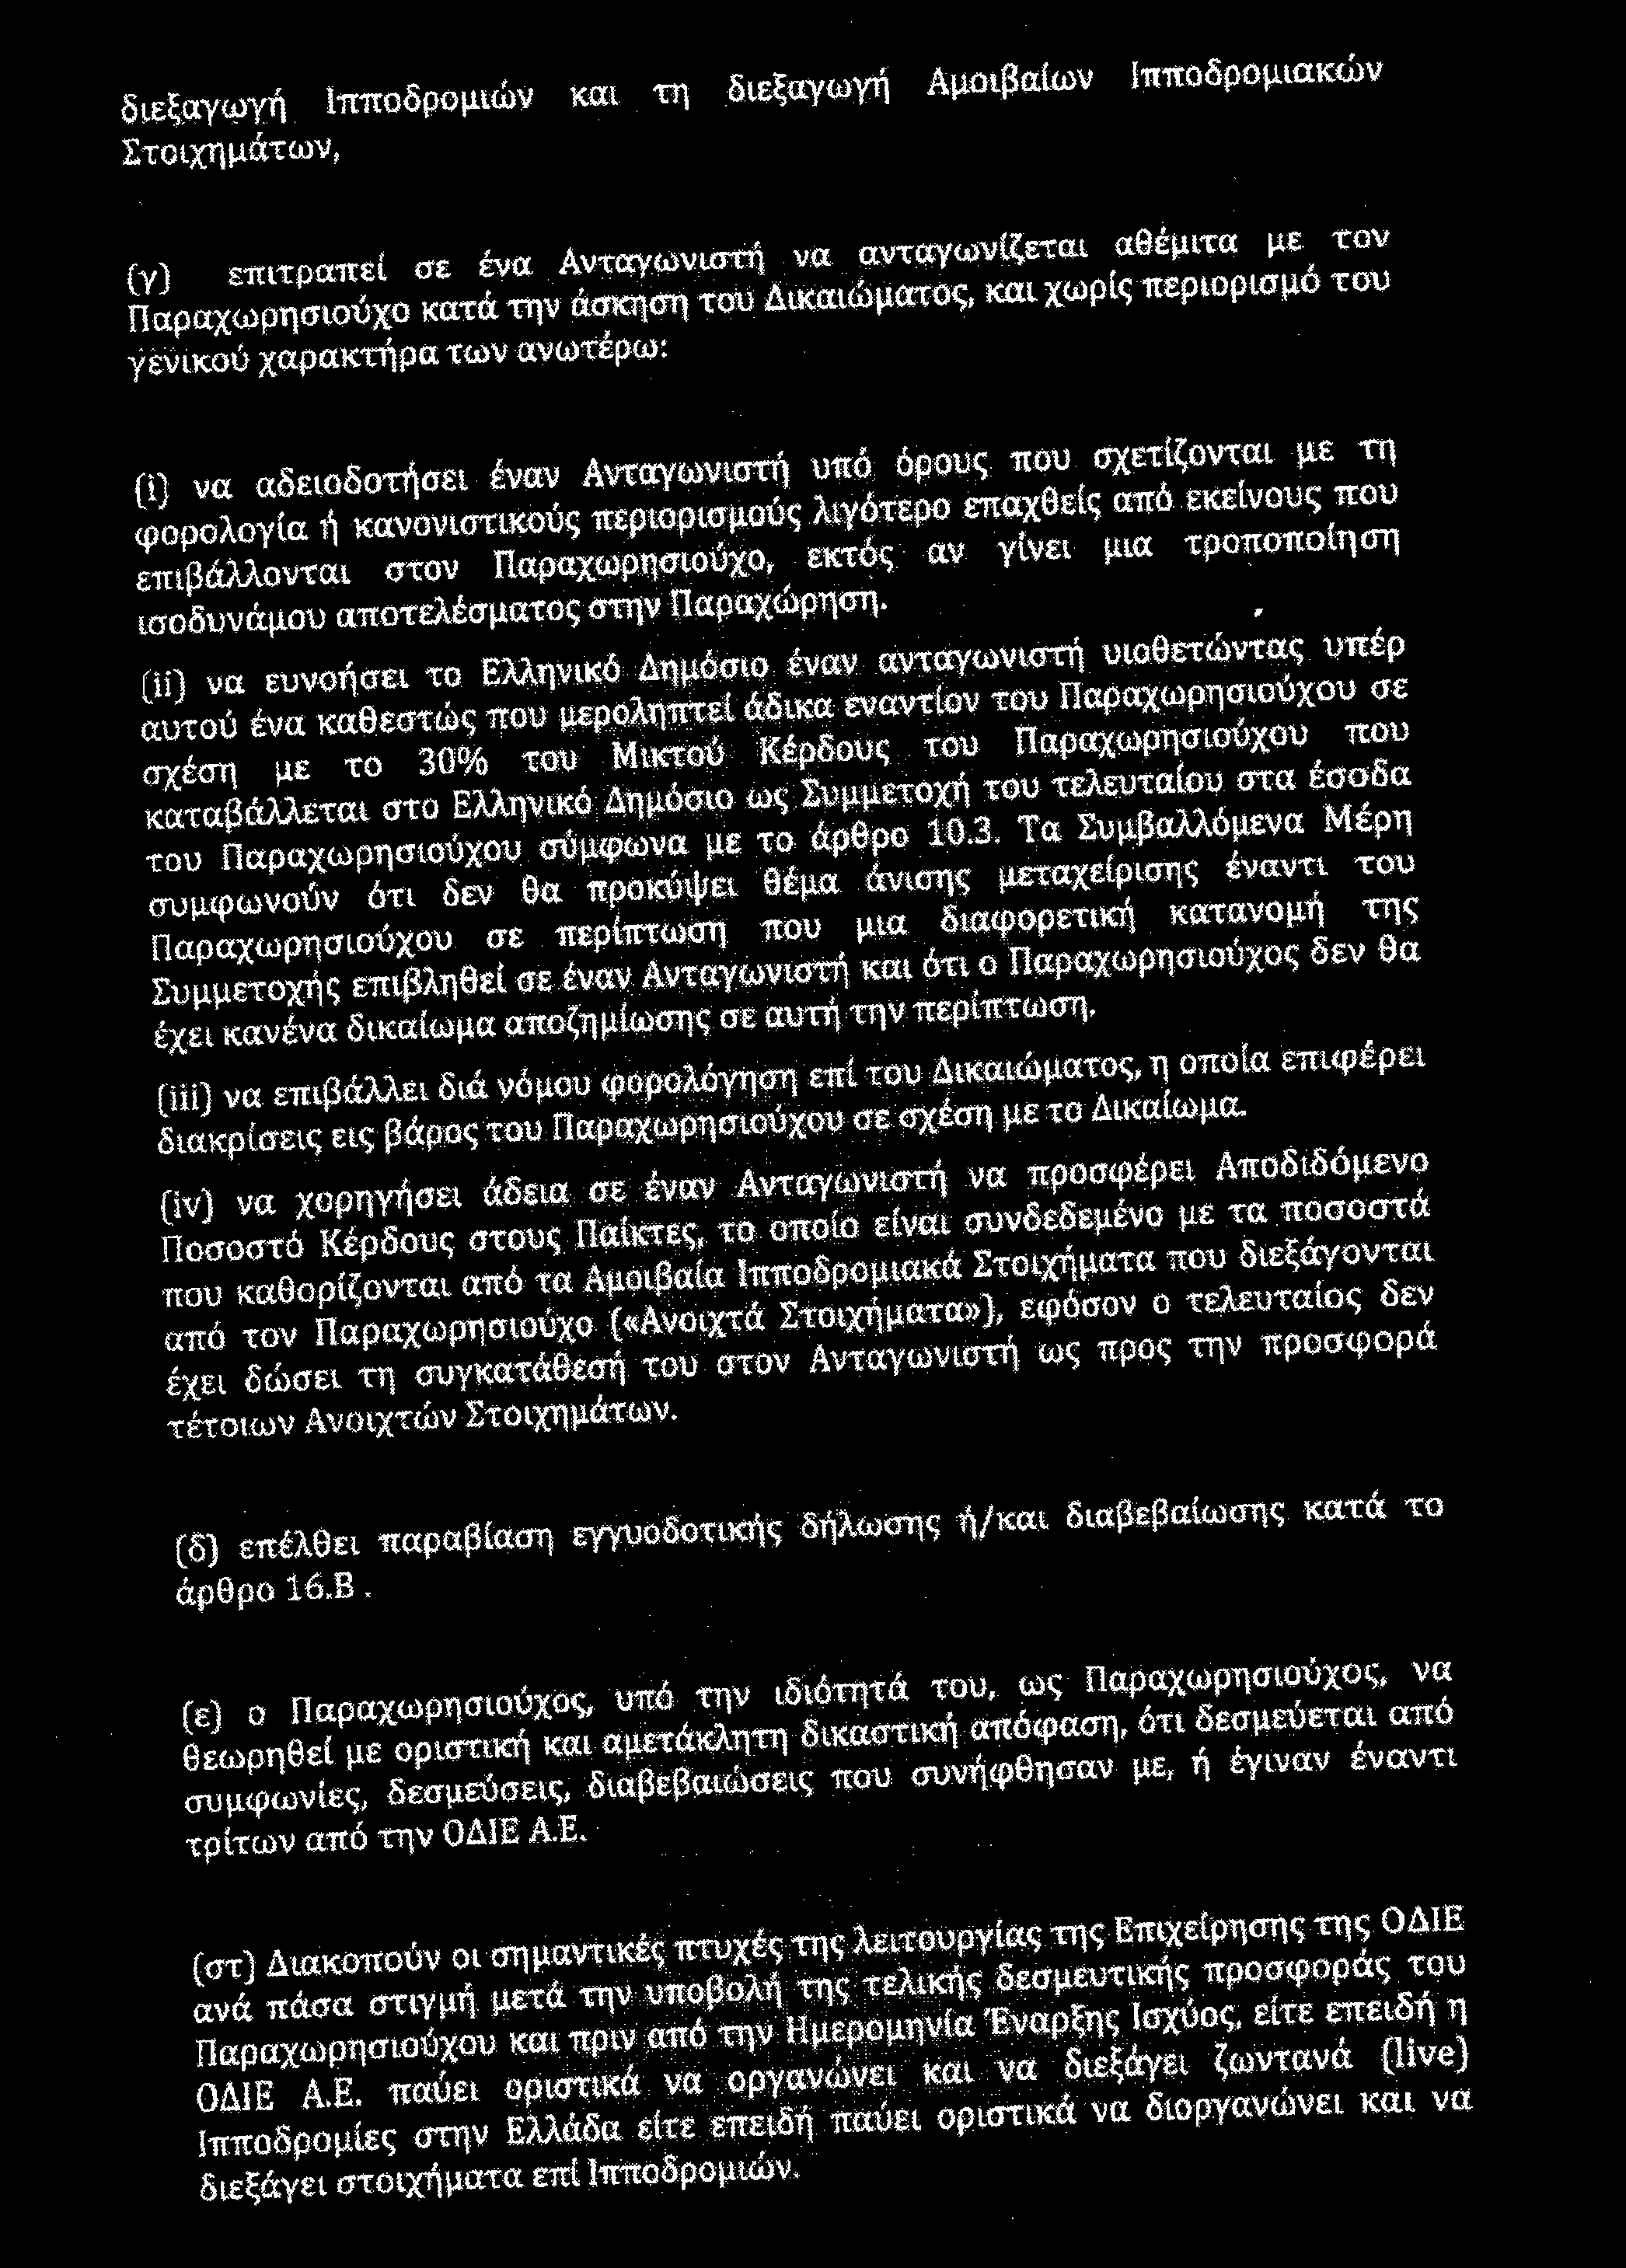 διεξαγωγή Ιπποδρομιών και τη διεξαγωγή Αμοιβαίων Ιπποδρομιακών
Στοιχημάτων,
(γ) επιτραπεί σε ένα Ανταγωνιστή να ανταγωνίζεται αθέμιτα με τον
Παραχωρησιούχο κατά την άσκηση του Δικαιώματος, και χωρίς περιορισμό του
γενικού χαρακτήρα των ανωτέρω:
(i) να αδειοδοτήσει έναν Ανταγωνιστή υπό όρους που σχετίζονται με τη
φορολογία ή κανονιστικούς περιορισμούς λιγότερο επαχθείς από εκείνους που
επιβάλλονται στον Παραχωρησιούχο, εκτός αν γίνει μια τροποποίηση
ισοδυνάμου αποτελέσματος στην Παραχώρηση.
(ii) να ευνοήσει το Ελληνικό Δημόσιο έναν ανταγωνιστή υιοθετώντας υπέρ
αυτού ένα καθεστώς που μεροληπτεί άδικα εναντίον του Παραχωρησιούχου σε
σχέση με το 30% του Μικτού Κέρδους του Παραχωρησιούχου που
καταβάλλεται στο Ελληνικό Δημόσιο ως Συμμετοχή του τελευταίου στα έσοδα
του Παραχωρησιούχου σύμφωνα με το άρθρο 10.3. Τα Συμβαλλόμενα Μέρη
συμφωνούν ότι δεν θα προκύψει θέμα άνισης μεταχείρισης έναντι του
Παραχωρησιούχου σε περίπτωση που μια διαφορετική κατανομή της
Συμμετοχής επιβληθεί σε έναν Ανταγωνιστή και ότι ο Παραχωρησιούχος δεν θα
έχει κανένα δικαίωμα αποζημίωσης σε αυτή την περίπτωση.
(iii) να επιβάλλει διά νόμου φορολόγηση επί του Δικαιώματος, η οποία επιφέρει
διακρίσεις εις βάρος του Παραχωρησιούχου σε σχέση με το Δικαίωμα.
(iv) να χορηγήσει άδεια σε έναν Ανταγωνιστή να προσφέρει Αποδιδόμενο
Ποσοστό Κέρδους στους Παίκτες, το οποίο είναι συνδεδεμένο με τα ποσοστά
που καθορίζονται από τα Αμοιβαία Ιπποδρομιακά Στοιχήματα που διεξάγονται
από τον Παραχωρησιούχο («Ανοιχτά Στοιχήματα»), εφόσον ο τελευταίος δεν
έχει δώσει τη συγκατάθεσή του στον Ανταγωνιστή ως προς την προσφορά
τέτοιων Ανοιχτών Στοιχημάτων.
(δ) επέλθει παραβίαση εγγυοδοτικής δήλωσης ή/και διαβεβαίωσης κατά το
άρθρο 16.Β .
(ε) ο Παραχωρησιούχος, υπό την ιδιότητά του, ως Παραχωρησιούχος, να
θεωρηθεί με οριστική και αμετάκλητη δικαστική απόφαση, ότι δεσμεύεται από
συμφωνίες, δεσμεύσεις, διαβεβαιώσεις που συνήφθησαν με, ή έγιναν έναντι
τρίτων από την ΟΔΙΕ Α.Ε.
(στ) Διακοπούν οι σημαντικές πτυχές της λειτουργίας της Επιχείρησης της ΟΔΙΕ
ανά πάσα στιγμή μετά την υποβολή της τελικής δεσμευτικής προσφοράς του
Παραχωρησιούχου και πριν από την Ημερομηνία Έναρξης Ισχύος, είτε επειδή η
ΟΔΙΕ Α.Ε. παύει οριστικά να οργανώνει και να διεξάγει ζωντανά (live)
Ιπποδρομίες στην Ελλάδα είτε επειδή παύει οριστικά να διοργανώνει και να
διεξάγει στοιχήματα επί Ιπποδρομιών.